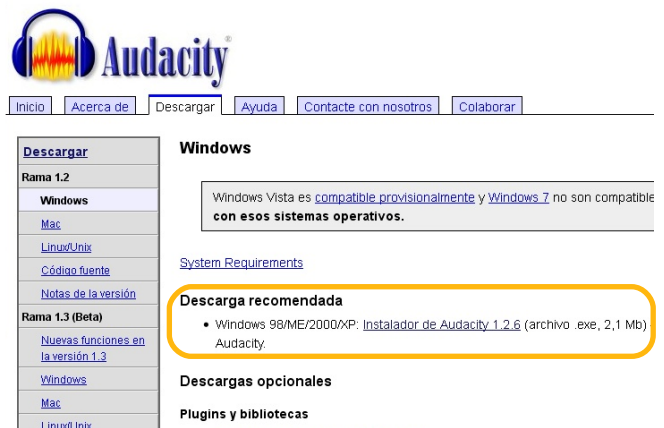 Audacity®
Inicio Acerca de Descargar Ayuda Contacte con nosotros Colaborar
Descargar
Rama 1.2
Windows
Mac
Linux/Unix
Código fuente
Notas de la versión
Rama 1.3 (Beta)
Nuevas funciones en
la versión 1.3
Windows
Mac
Linux/Unix
Windows
Windows Vista es compatible provisionalmente y Windows 7 no son compatible
con esos sistemas operativos.
System Requirements
Descarga recomendada
• Windows 98/ME/2000/XP: Instalador de Audacity 1.2.6 (archivo .exe, 2,1 Mb)
Audacity.
Descargas opcionales
Plugins y bibliotecas